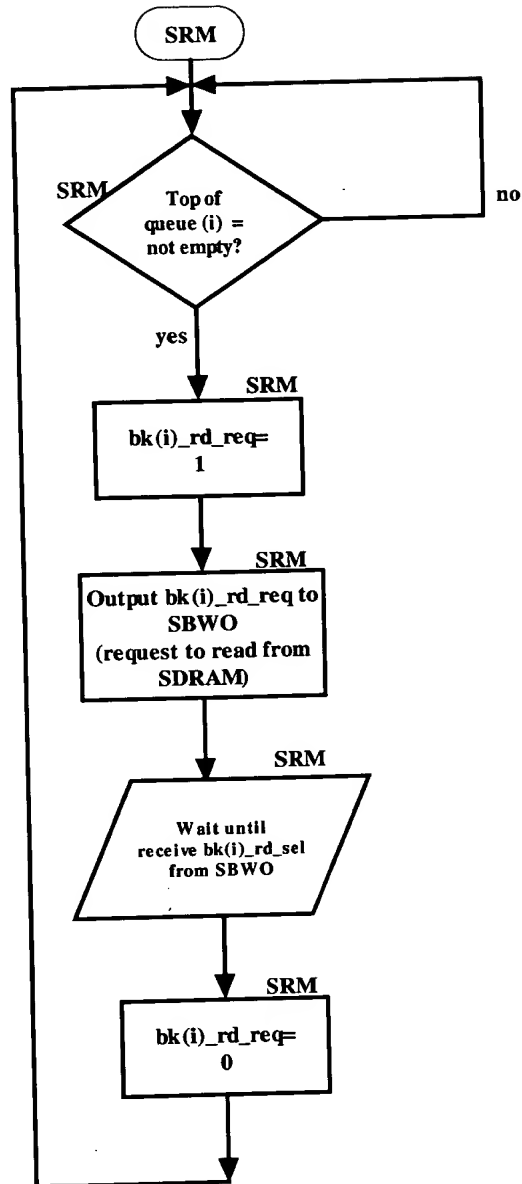 SRM
SRM
Top of
queue (i) =
not empty?
no
yes
SRM
bk(i)_rd_req=
1
SRM
Output bk(i)_rd_req to
SBWO
(request to read from
SDRAM)
SRM
Wait until
receive bk(i)_rd_sel
from SBWO
SRM
bk(i)_rd_req=
0